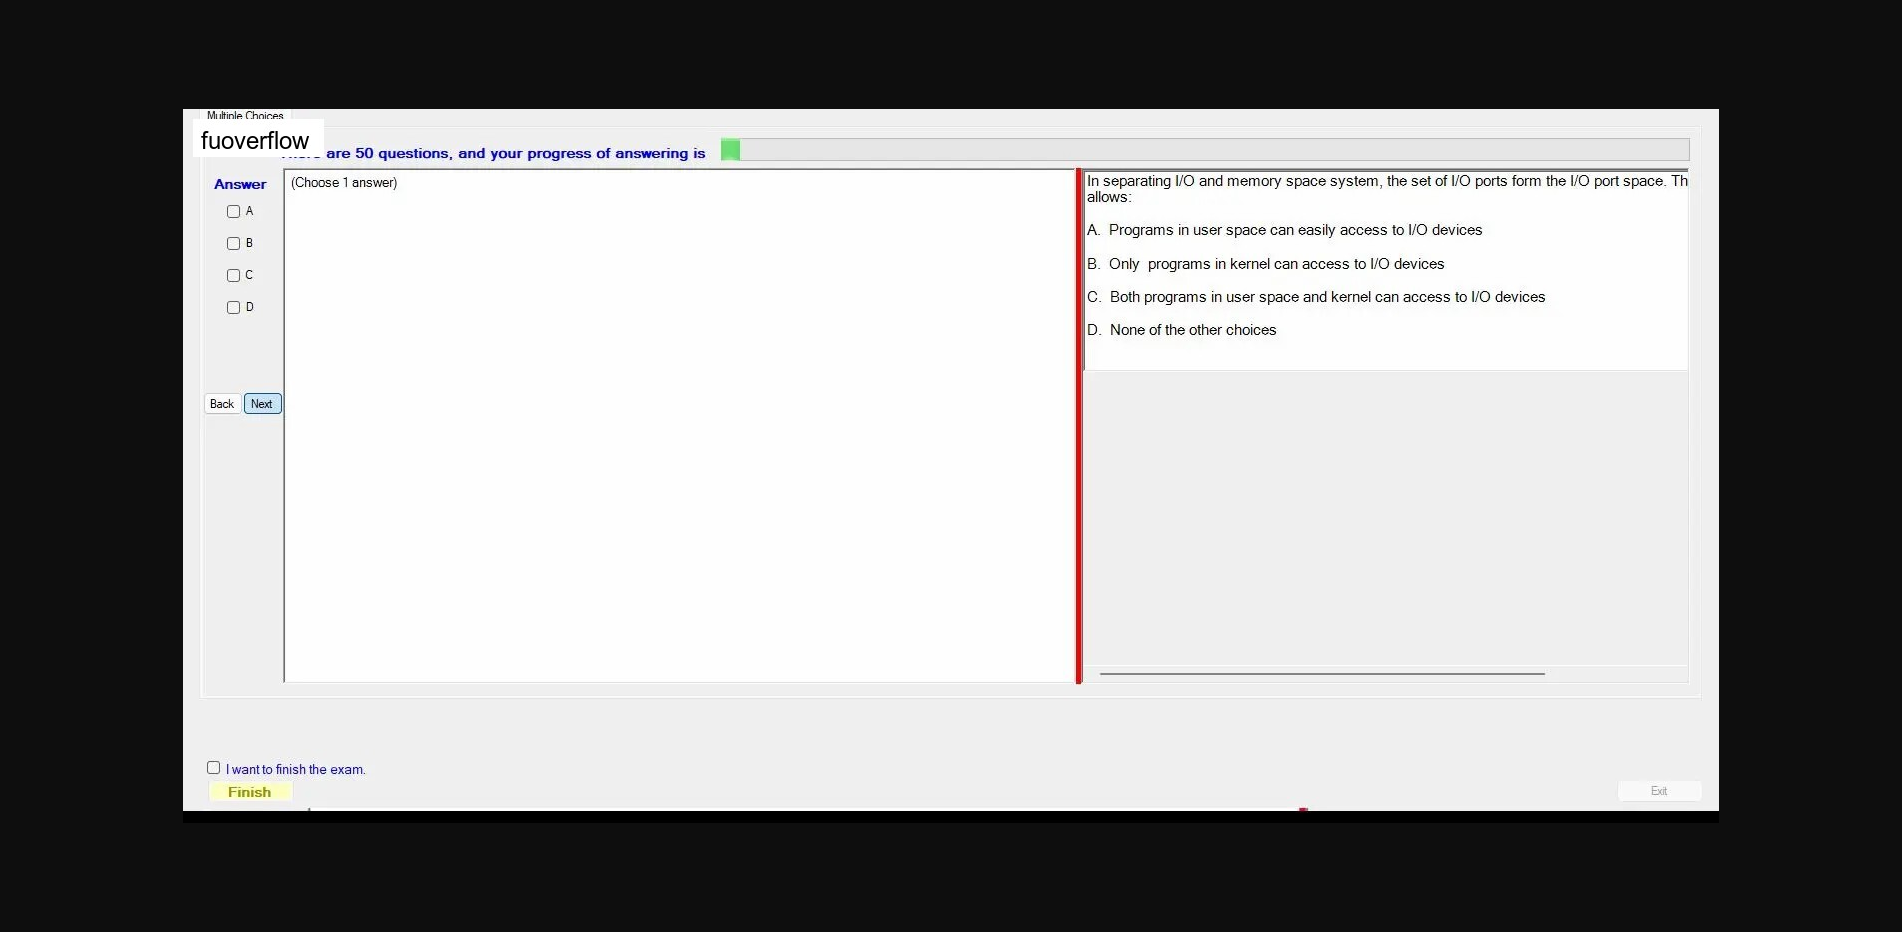 Multiple Choices
fuoverflow
are 50 questions, and your progress of answering is
Answer
A
B
C
D
Back Next
(Choose 1 answer)
In separating I/O and memory space system, the set of I/O ports form the I/O port space. Th
allows:
A. Programs in user space can easily access to I/O devices
B. Only programs in kernel can access to I/O devices
C. Both programs in user space and kernel can access to I/O devices
D. None of the other choices
I want to finish the exam.
Finish
Exit